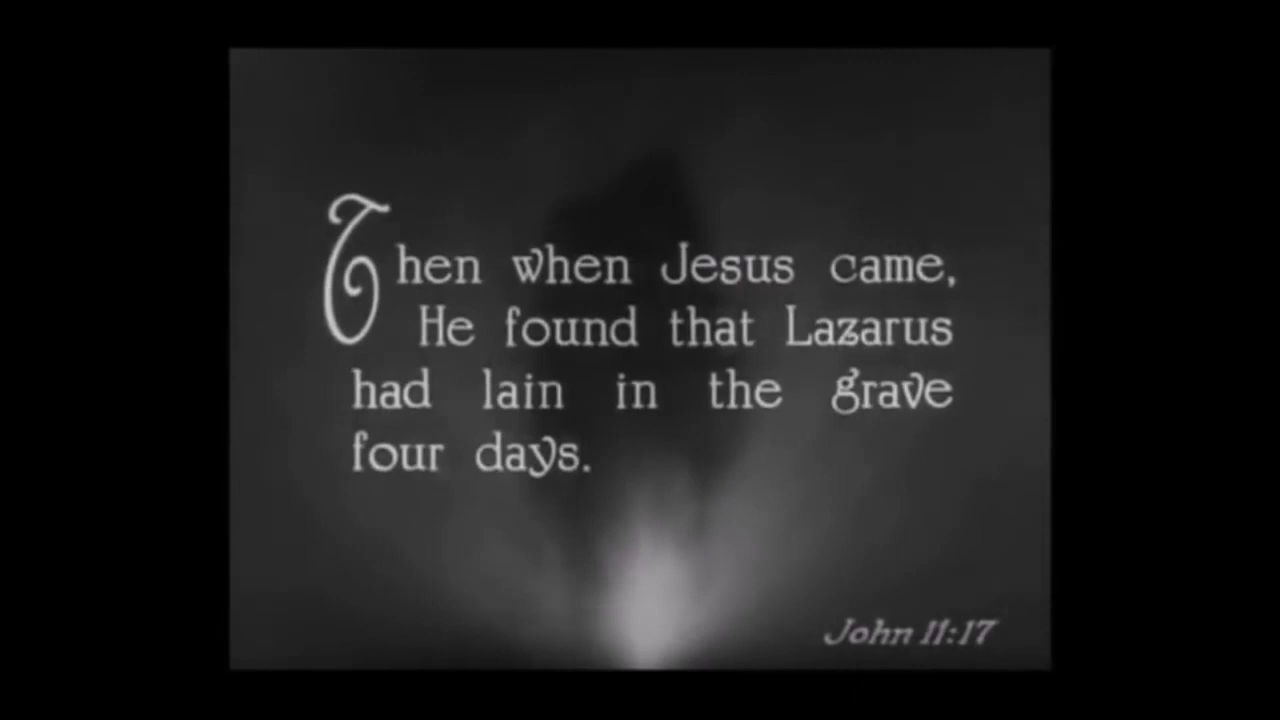 Then when Jesus came,
He found that Lazarus
had lain in the grave
four days.
John 11:17